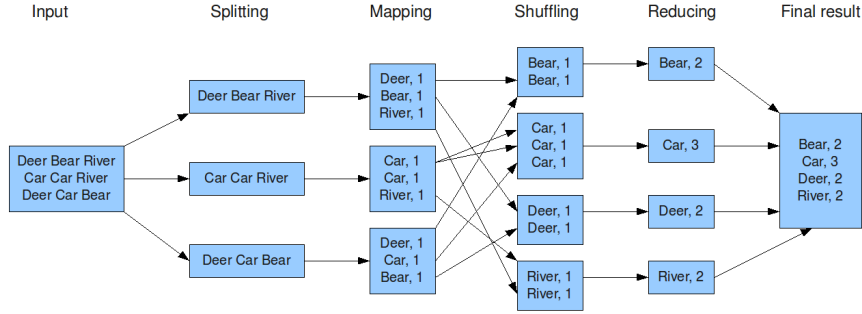 Input
Splitting
Mapping
Shuffling
Reducing
Final result
Deer Bear River
Car Car River
Deer Car Bear
Deer Bear River
Car Car River
Deer Car Bear
Deer, 1
Bear, 1
River, 1
Car, 1
Car, 1
River, 1
Deer, 1
Car, 1
Bear, 1
Bear, 1
Bear, 1
Car, 1
Car, 1
Car, 1
Deer, 1
Deer, 1
River, 1
River, 1
Bear, 2
Car, 3
Deer, 2
River, 2
Bear, 2
Car, 3
Deer, 2
River, 2